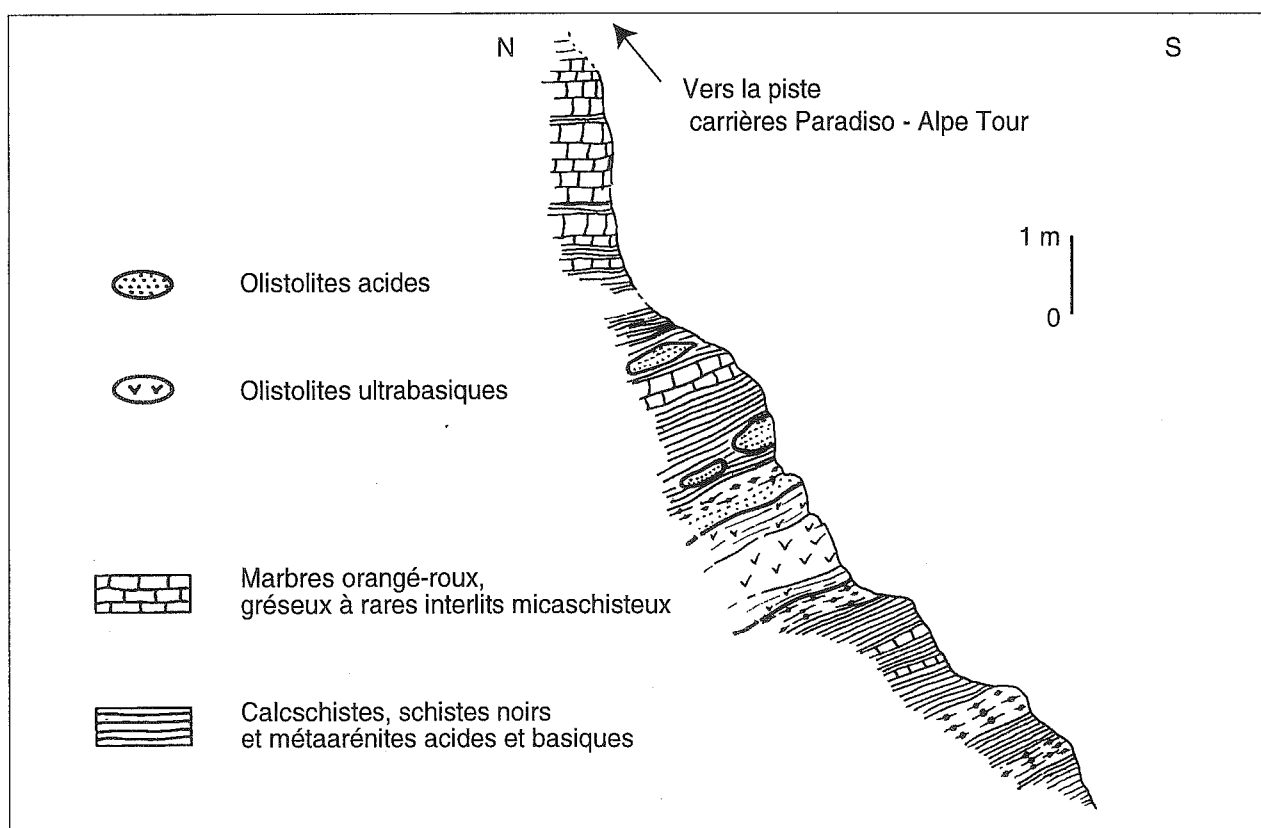 N
S
Vers la piste
carrières Paradiso - Alpe Tour
1 m
0
Olistolites acides
Olistolites ultrabasiques
Marbres orangé-roux,
gréseux à rares interlits micaschisteux
Calcschistes, schistes noirs
et métaarénites acides et basiques